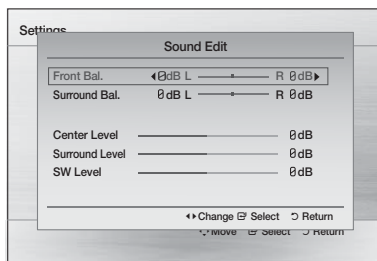 Settings
Sound Edit
Front Bal. ◂0dB L R 0dB▸
Surround Bal. 0dB L R 0dB
Center Level 0dB
Surround Level 0dB
SW Level 0dB
◂▸Change Select Return
Move Select Return